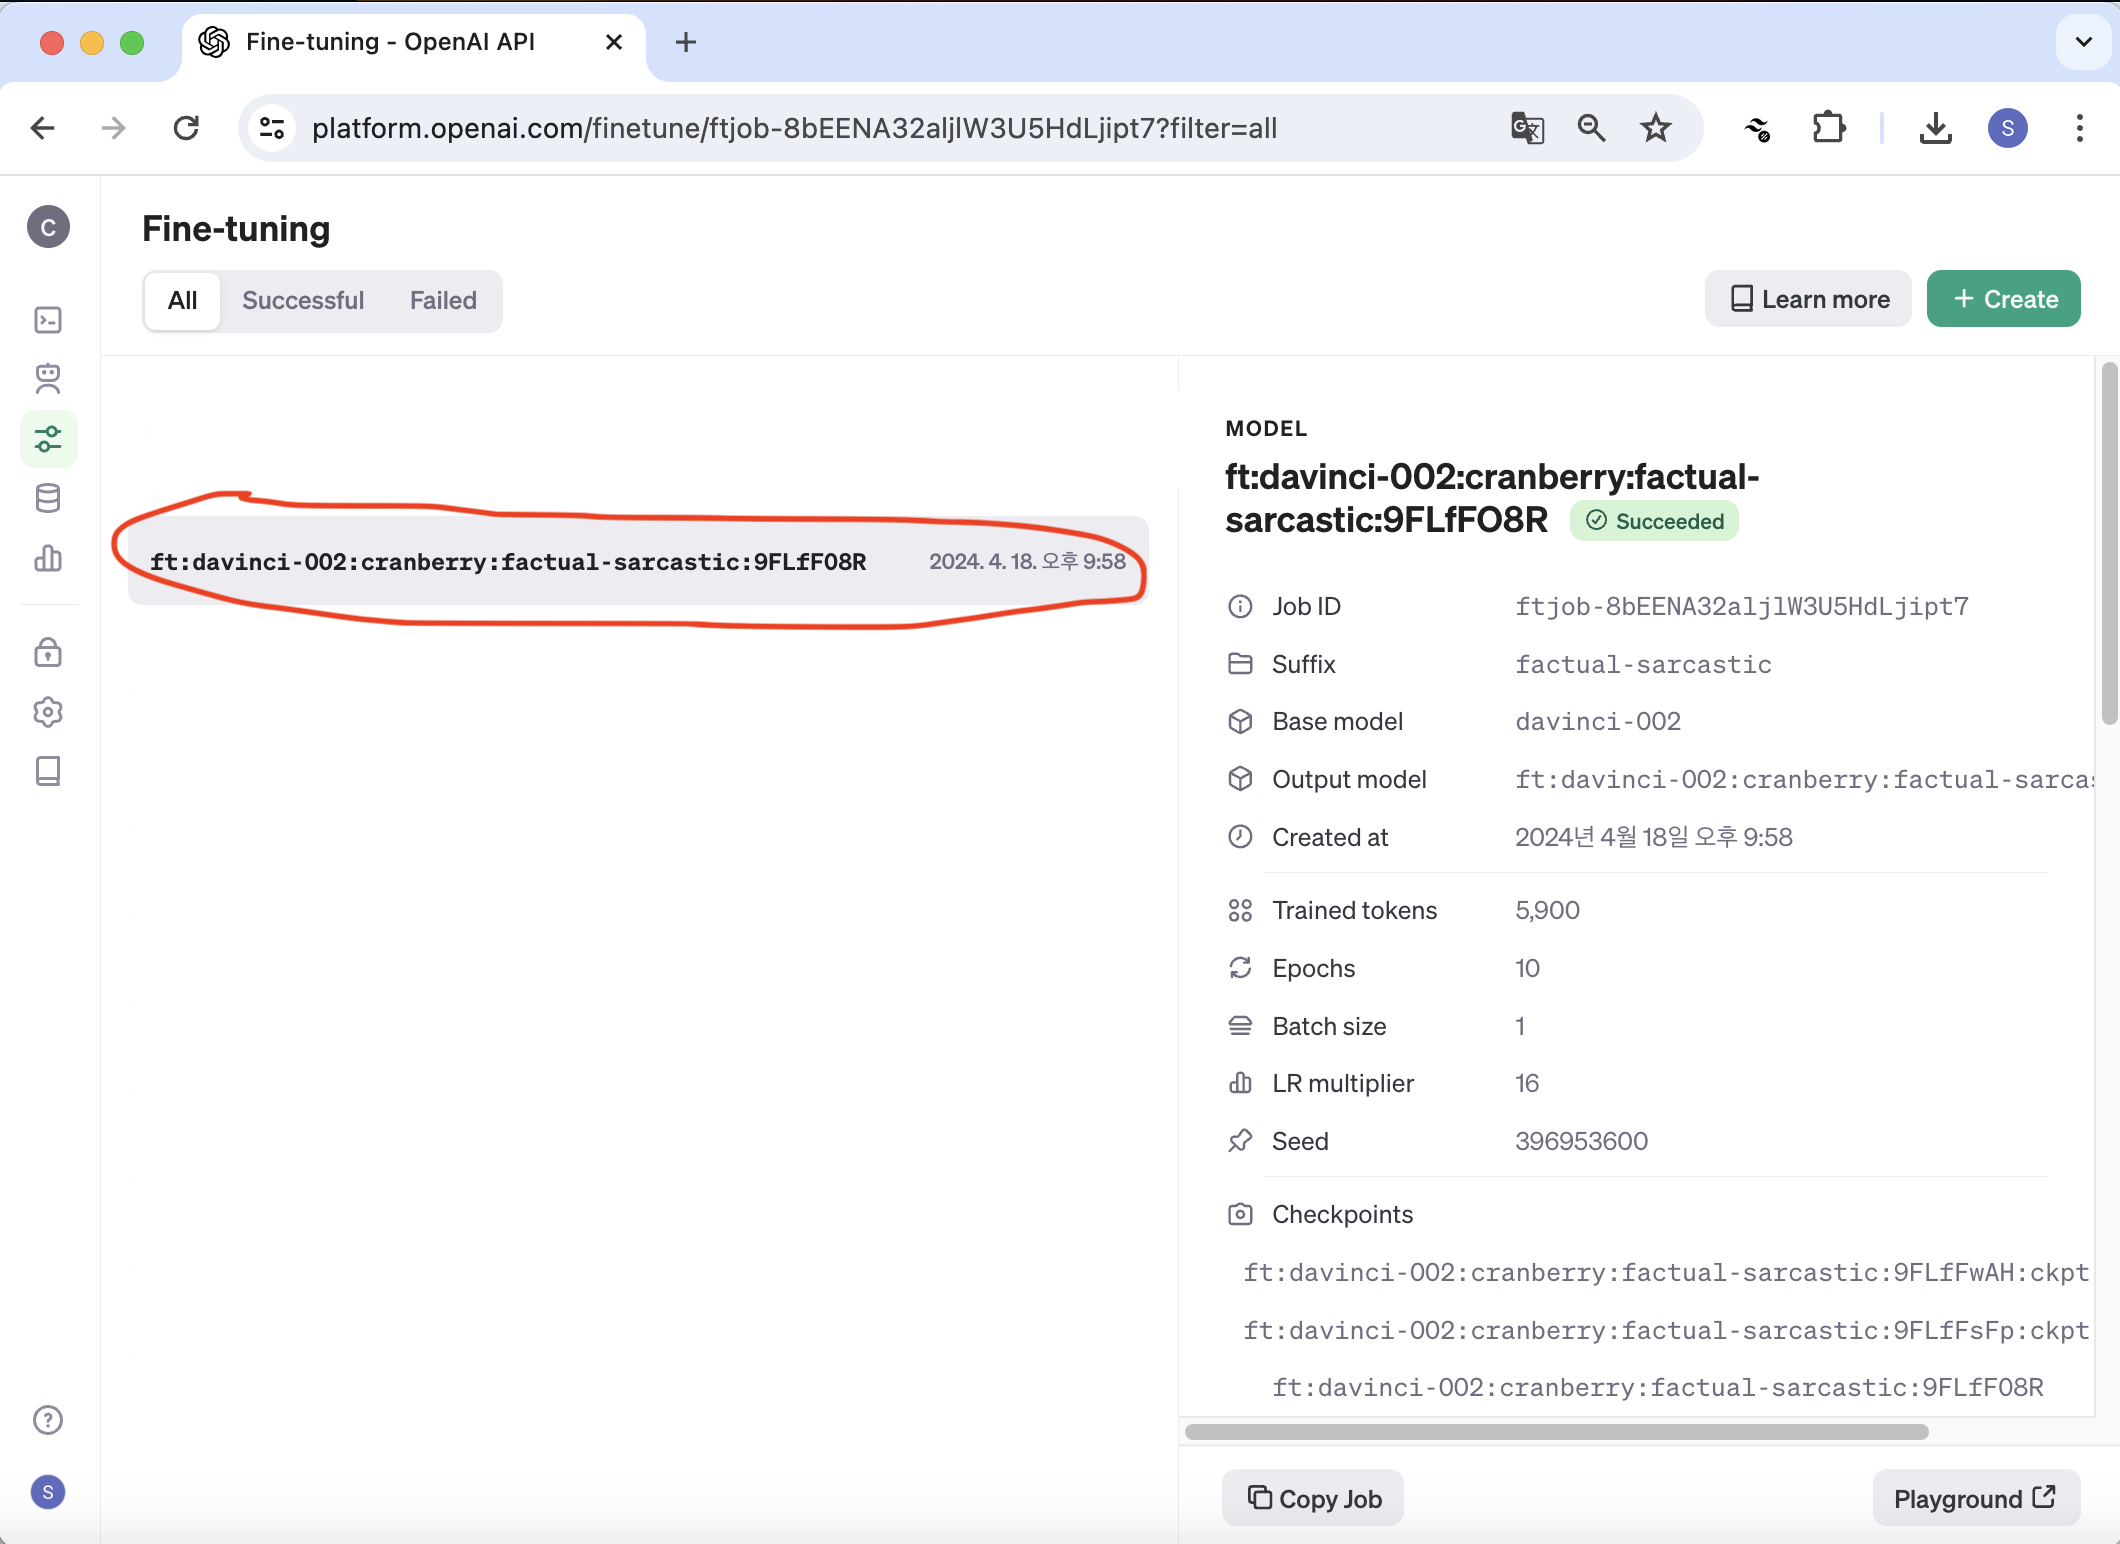 Fine-tuning - OpenAI API
platform.openai.com/finetune/ftjob-8bEENA32aljlW3U5HdLjipt7?filter=all
S
C
Fine-tuning
All Successful Failed
Learn more
+ Create
ft:davinci-002:cranberry:factual-sarcastic:9FLfFO8R 2024. 4. 18. 오후 9:58
MODEL
ft:davinci-002:cranberry:factual-
sarcastic:9FLfFO8R Succeeded
Job ID ftjob-8bEENA32aljlW3U5HdLjipt7
Suffix factual-sarcastic
Base model davinci-002
Output model ft:davinci-002:cranberry:factual-sarcas
Created at 2024년 4월 18일 오후 9:58
Trained tokens 5,900
Epochs 10
Batch size 1
LR multiplier 16
Seed 396953600
Checkpoints
ft:davinci-002:cranberry:factual-sarcastic:9FLfFwAH:ckpt
ft:davinci-002:cranberry:factual-sarcastic:9FLfFsFp:ckpt
ft:davinci-002:cranberry:factual-sarcastic:9FLfFO8R
Copy Job
Playground
S